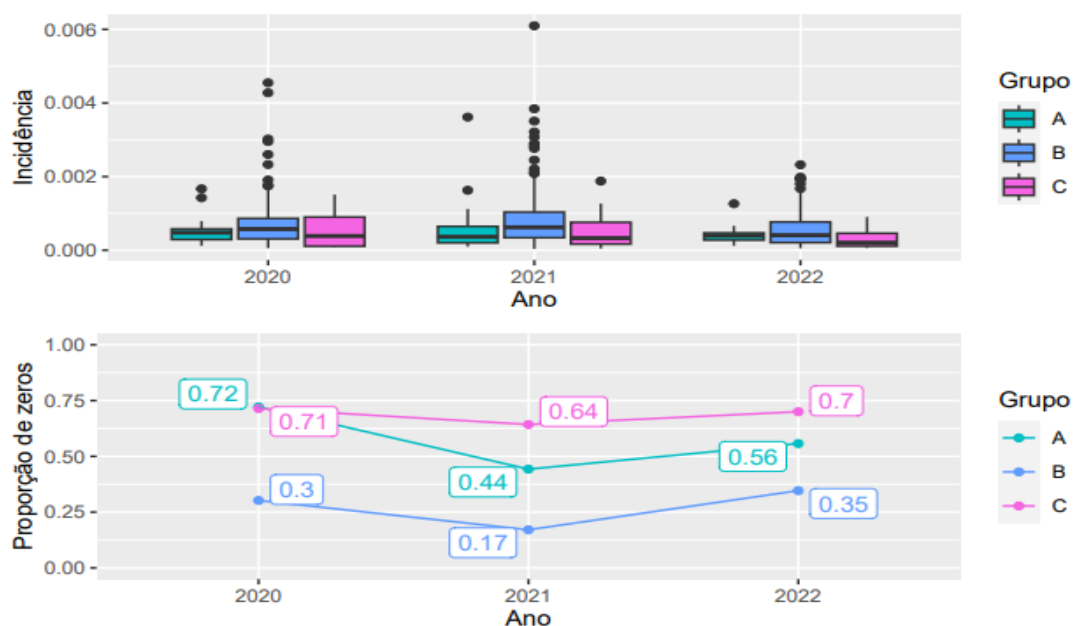 0.006
0.004
0.002
0.000
Incidência
2020
2021
2022
Ano
Grupo
A
B
C
1.00
0.75
0.50
0.25
0.00
Proporção de zeros
0.72
0.71
0.3
0.44
0.64
0.17
0.56
0.7
0.35
2020
2021
2022
Ano
Grupo
A
B
C